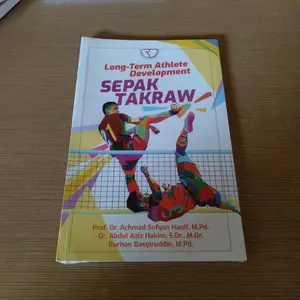 Long-Term Athlete
Development
SEPAK
TAKRAW
Prof. Dr. Achmad Sofyan Hanif, M.Pd.
Dr. Abdul Aziz Hakim, S.Or., M.Or.
Burhan Basyiruddin, M.Pd.